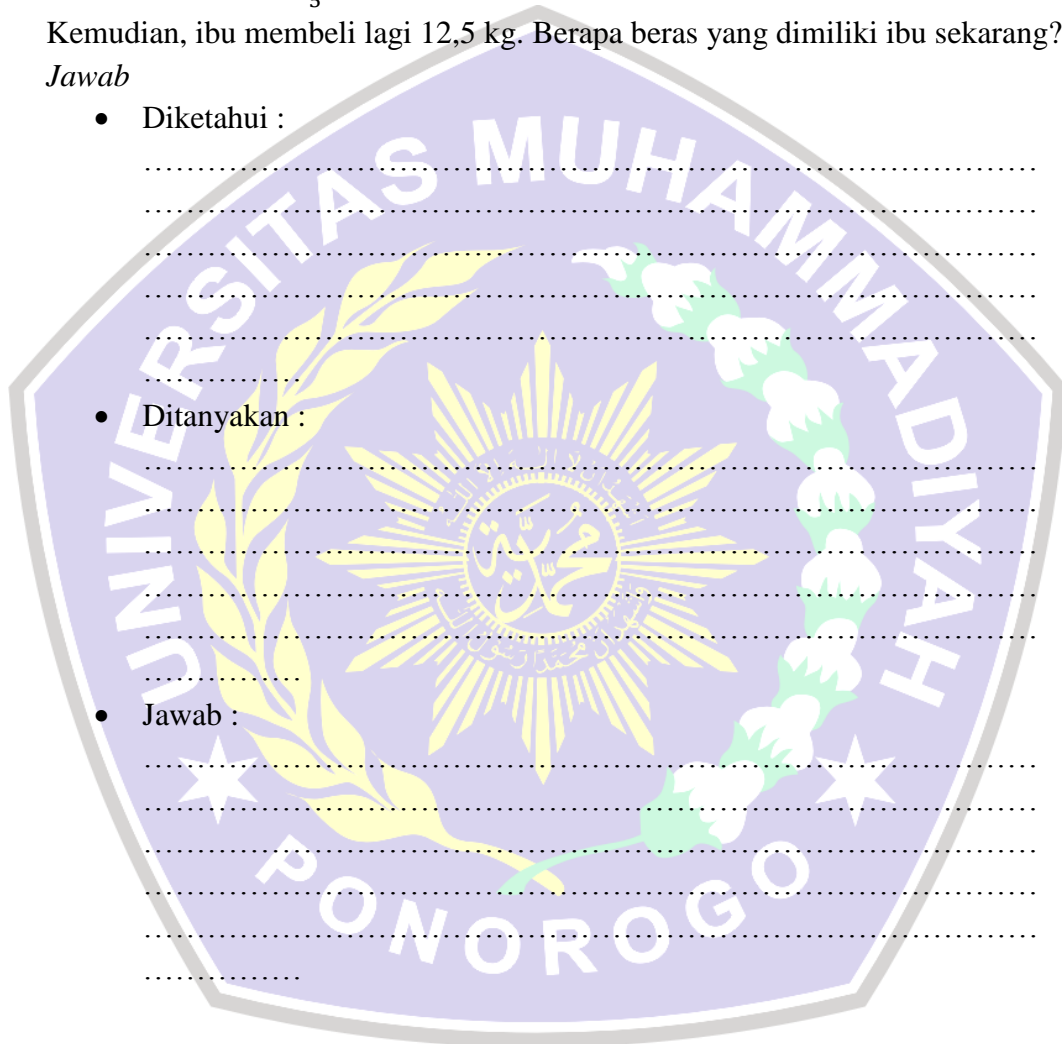 5
Kemudian, ibu membeli lagi 12,5 kg. Berapa beras yang dimiliki ibu sekarang?
Jawab
• Diketahui :
……………………………………………………………………………
……………………………………………………………………………
……………………………………………………………………………
……………………………………………………………………………
……………………………………………………………………………
……………
• Ditanyakan :
……………………………………………………………………………
……………………………………………………………………………
……………………………………………………………………………
……………………………………………………………………………
……………………………………………………………………………
……………
• Jawab :
……………………………………………………………………………
……………………………………………………………………………
……………………………………………………………………………
……………………………………………………………………………
……………………………………………………………………………
……………
UNIVERSITAS MUHAMMADIYAH
PONOROGO